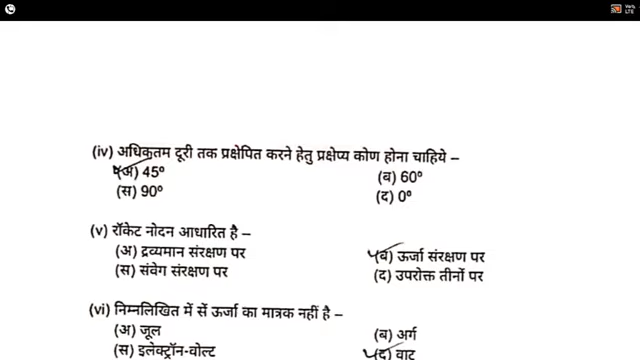 (iv) अधिकतम दूरी तक प्रक्षेपित करने हेतु प्रक्षेप्य कोण होना चाहिये –
(अ) 45° (ब) 60°
(स) 90° (द) 0°
(v) रॉकेट नोदन आधारित है –
(अ) द्रव्यमान संरक्षण पर (ब) ऊर्जा संरक्षण पर
(स) संवेग संरक्षण पर (द) उपरोक्त तीनों पर
(vi) निम्नलिखित में सें ऊर्जा का मात्रक नहीं है –
(अ) जूल (ब) अर्ग
(स) इलेक्ट्रॉन-वोल्ट (द) वाट